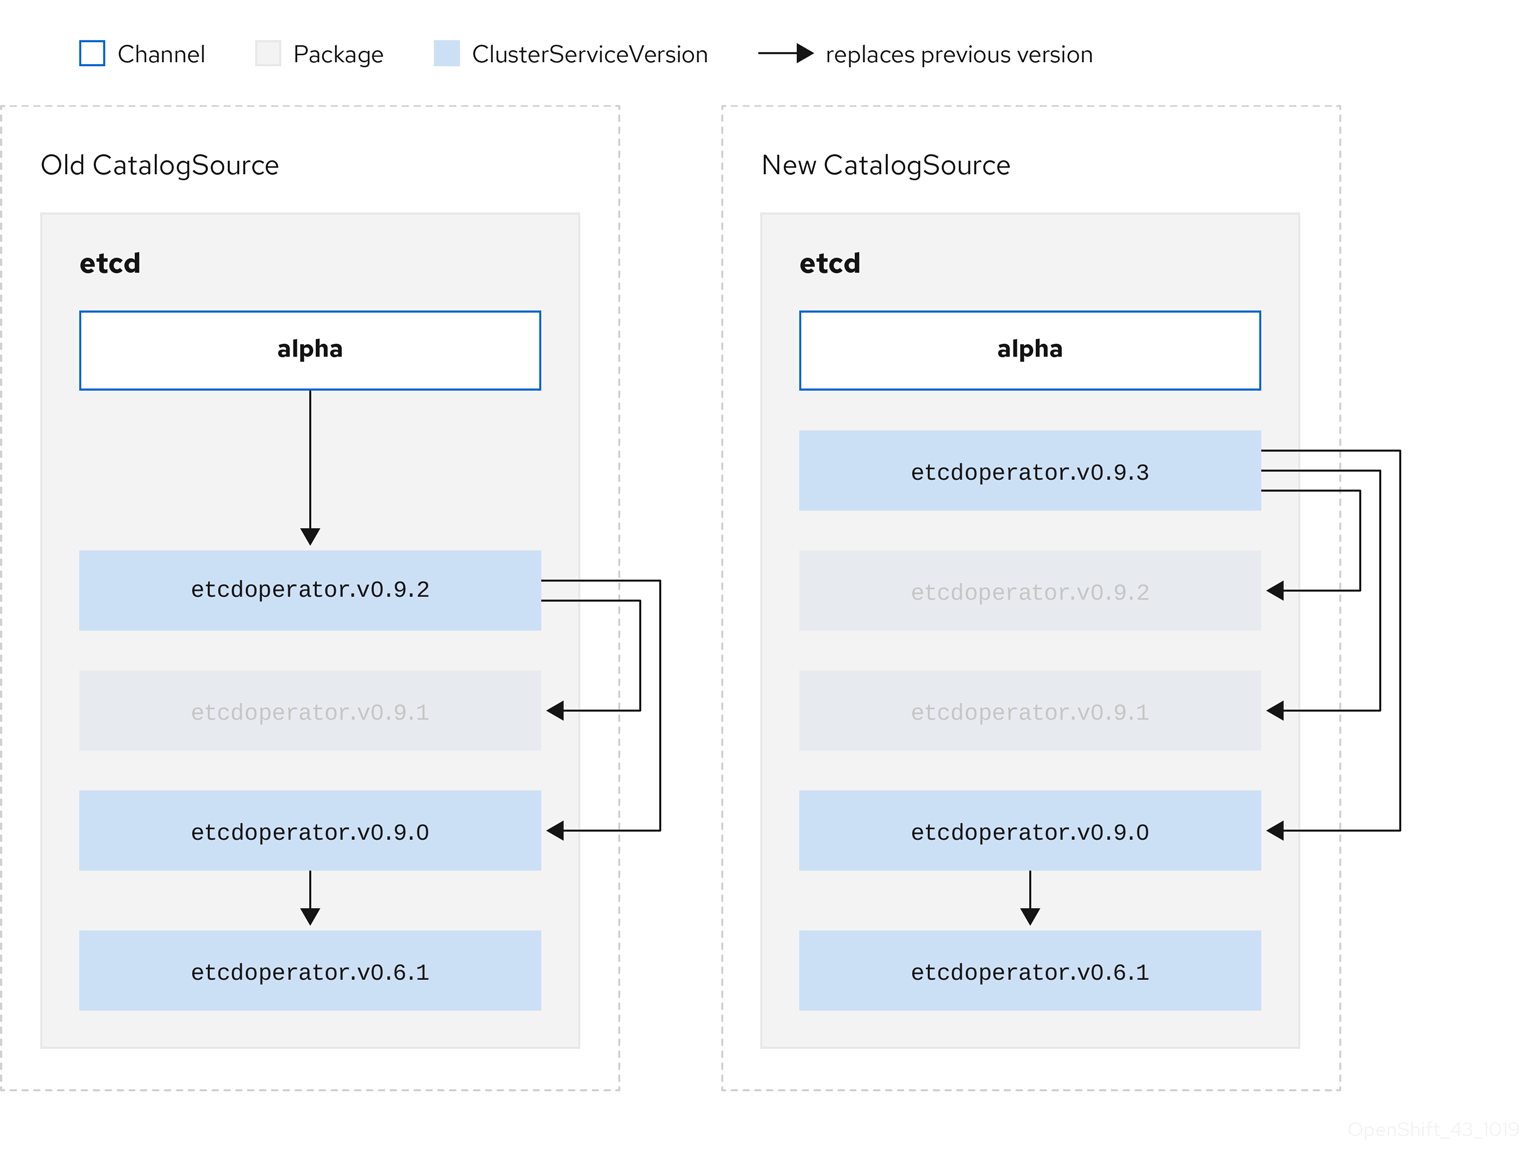 Channel
Package
ClusterServiceVersion
replaces previous version
Old CatalogSource
etcd
alpha
etcdoperator.v0.9.2
etcdoperator.v0.9.1
etcdoperator.v0.9.0
etcdoperator.v0.6.1
New CatalogSource
etcd
alpha
etcdoperator.v0.9.3
etcdoperator.v0.9.2
etcdoperator.v0.9.1
etcdoperator.v0.9.0
etcdoperator.v0.6.1
OpenShift_43_1019